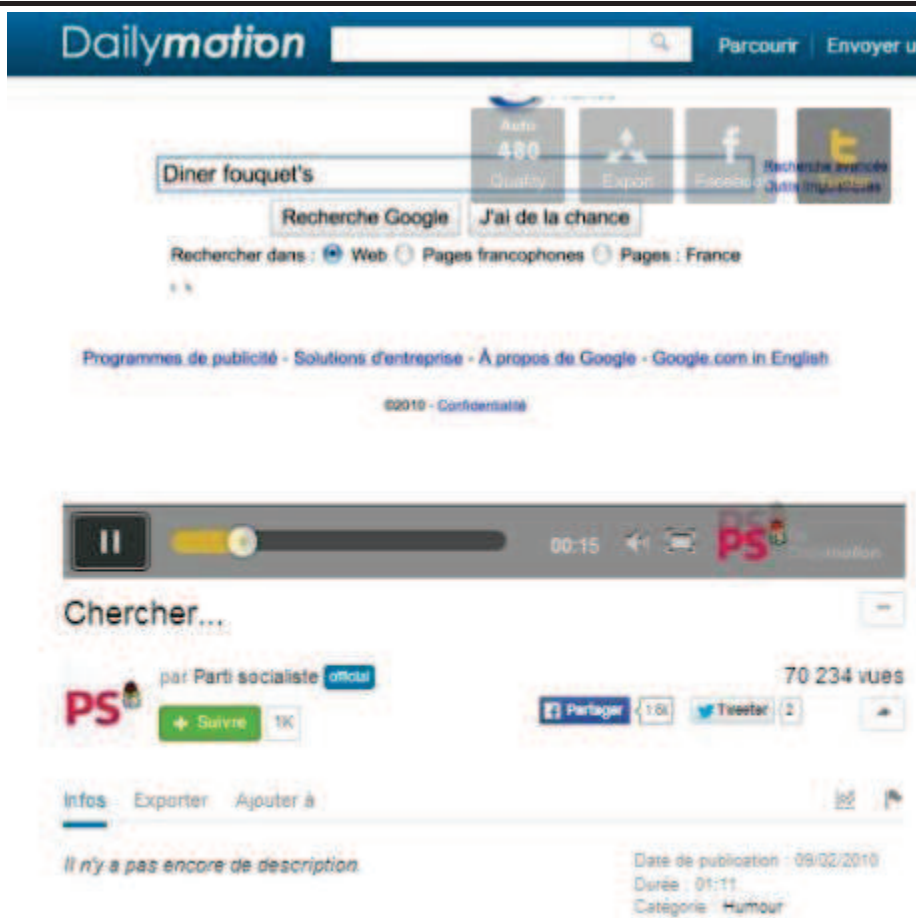 Dailymotion Parcourir Envoyer u
Auto
480
Quality Export Facebook
Diner fouquet's Recherche avancée
Outils linguistiques
Recherche Google J'ai de la chance
Rechercher dans : Web Pages francophones Pages : France
Programmes de publicité - Solutions d'entreprise - À propos de Google - Google.com in English
©2010 - Confidentialité
00:15 PS
Chercher...
par Parti socialiste official 70 234 vues
PS + Suivre 1K Partager Tweeter 2
Infos Exporter Ajouter à
Il n'y a pas encore de description. Date de publication : 09/02/2010
Durée : 01:11
Catégorie : Humour